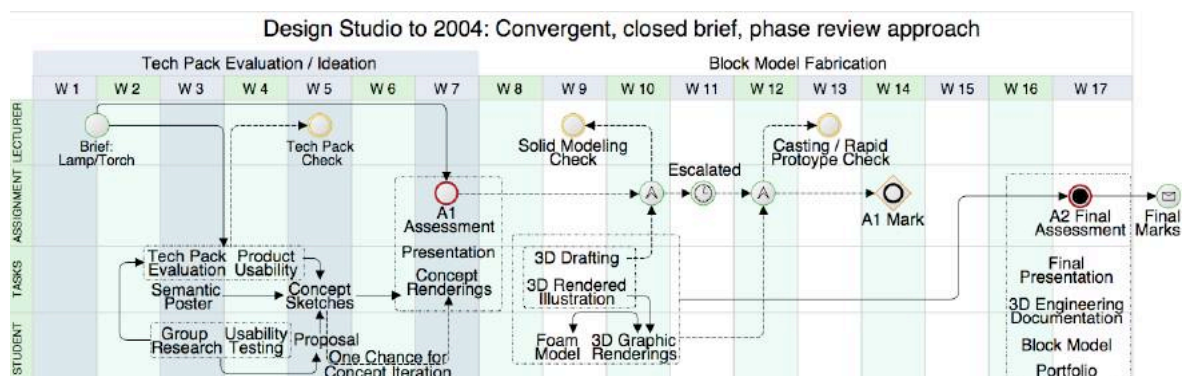 Design Studio to 2004: Convergent, closed brief, phase review approach
Tech Pack Evaluation / Ideation
Block Model Fabrication
W 1 W 2 W 3 W 4 W 5 W 6 W 7 W 8 W 9 W 10 W 11 W 12 W 13 W 14 W 15 W 16 W 17
LECTURER
Brief:
Lamp/Torch
Tech Pack
Check
Solid Modeling
Check
Casting / Rapid
Protoype Check
ASSIGNMENT
Escalated
A1
Assessment
A1 Mark
A2 Final
Assessment
Final
Marks
Presentation
TASKS
Tech Pack
Evaluation
Product
Usability
Semantic
Poster
Concept
Sketches
Concept
Renderings
3D Drafting
3D Rendered
Illustration
Final
Presentation
3D Engineering
Documentation
STUDENT
Group
Research
Usability
Testing
Proposal
One Chance for
Concept Iteration
Foam
Model
3D Graphic
Renderings
Block Model
Portfolio